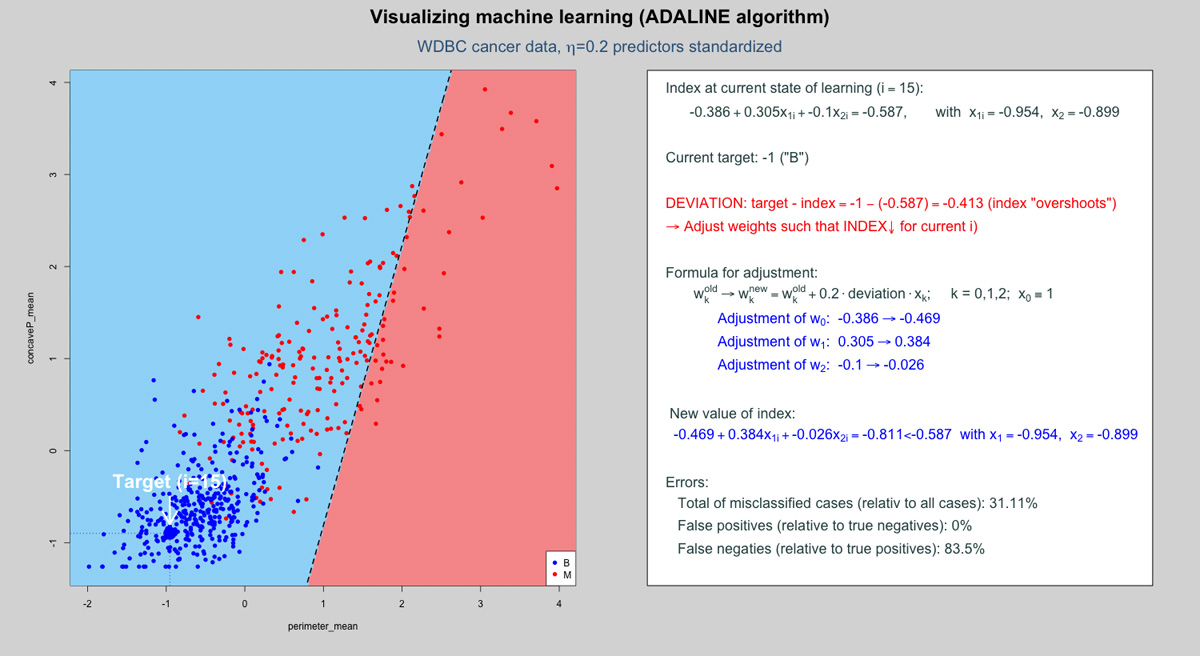 Visualizing machine learning (ADALINE algorithm)
WDBC cancer data, η=0.2 predictors standardized
4
3
2
1
0
-1
concaveP_mean
Target (i=15)
B
M
-2 -1 0 1 2 3 4
perimeter_mean
Index at current state of learning (i = 15):
-0.386 + 0.305x₁ᵢ + -0.1x₂ᵢ = -0.587, with x₁ᵢ = -0.954, x₂ = -0.899
Current target: -1 ("B")
DEVIATION: target - index = -1 − (-0.587) = -0.413 (index "overshoots")
→ Adjust weights such that INDEX↓ for current i)
Formula for adjustment:
wₖᵒˡᵈ → wₖⁿᵉʷ = wₖᵒˡᵈ + 0.2 · deviation · xₖ; k = 0,1,2; x₀ ≡ 1
Adjustment of w₀: -0.386 → -0.469
Adjustment of w₁: 0.305 → 0.384
Adjustment of w₂: -0.1 → -0.026
New value of index:
-0.469 + 0.384x₁ᵢ + -0.026x₂ᵢ = -0.811<-0.587 with x₁ = -0.954, x₂ = -0.899
Errors:
Total of misclassified cases (relativ to all cases): 31.11%
False positives (relative to true negatives): 0%
False negaties (relative to true positives): 83.5%